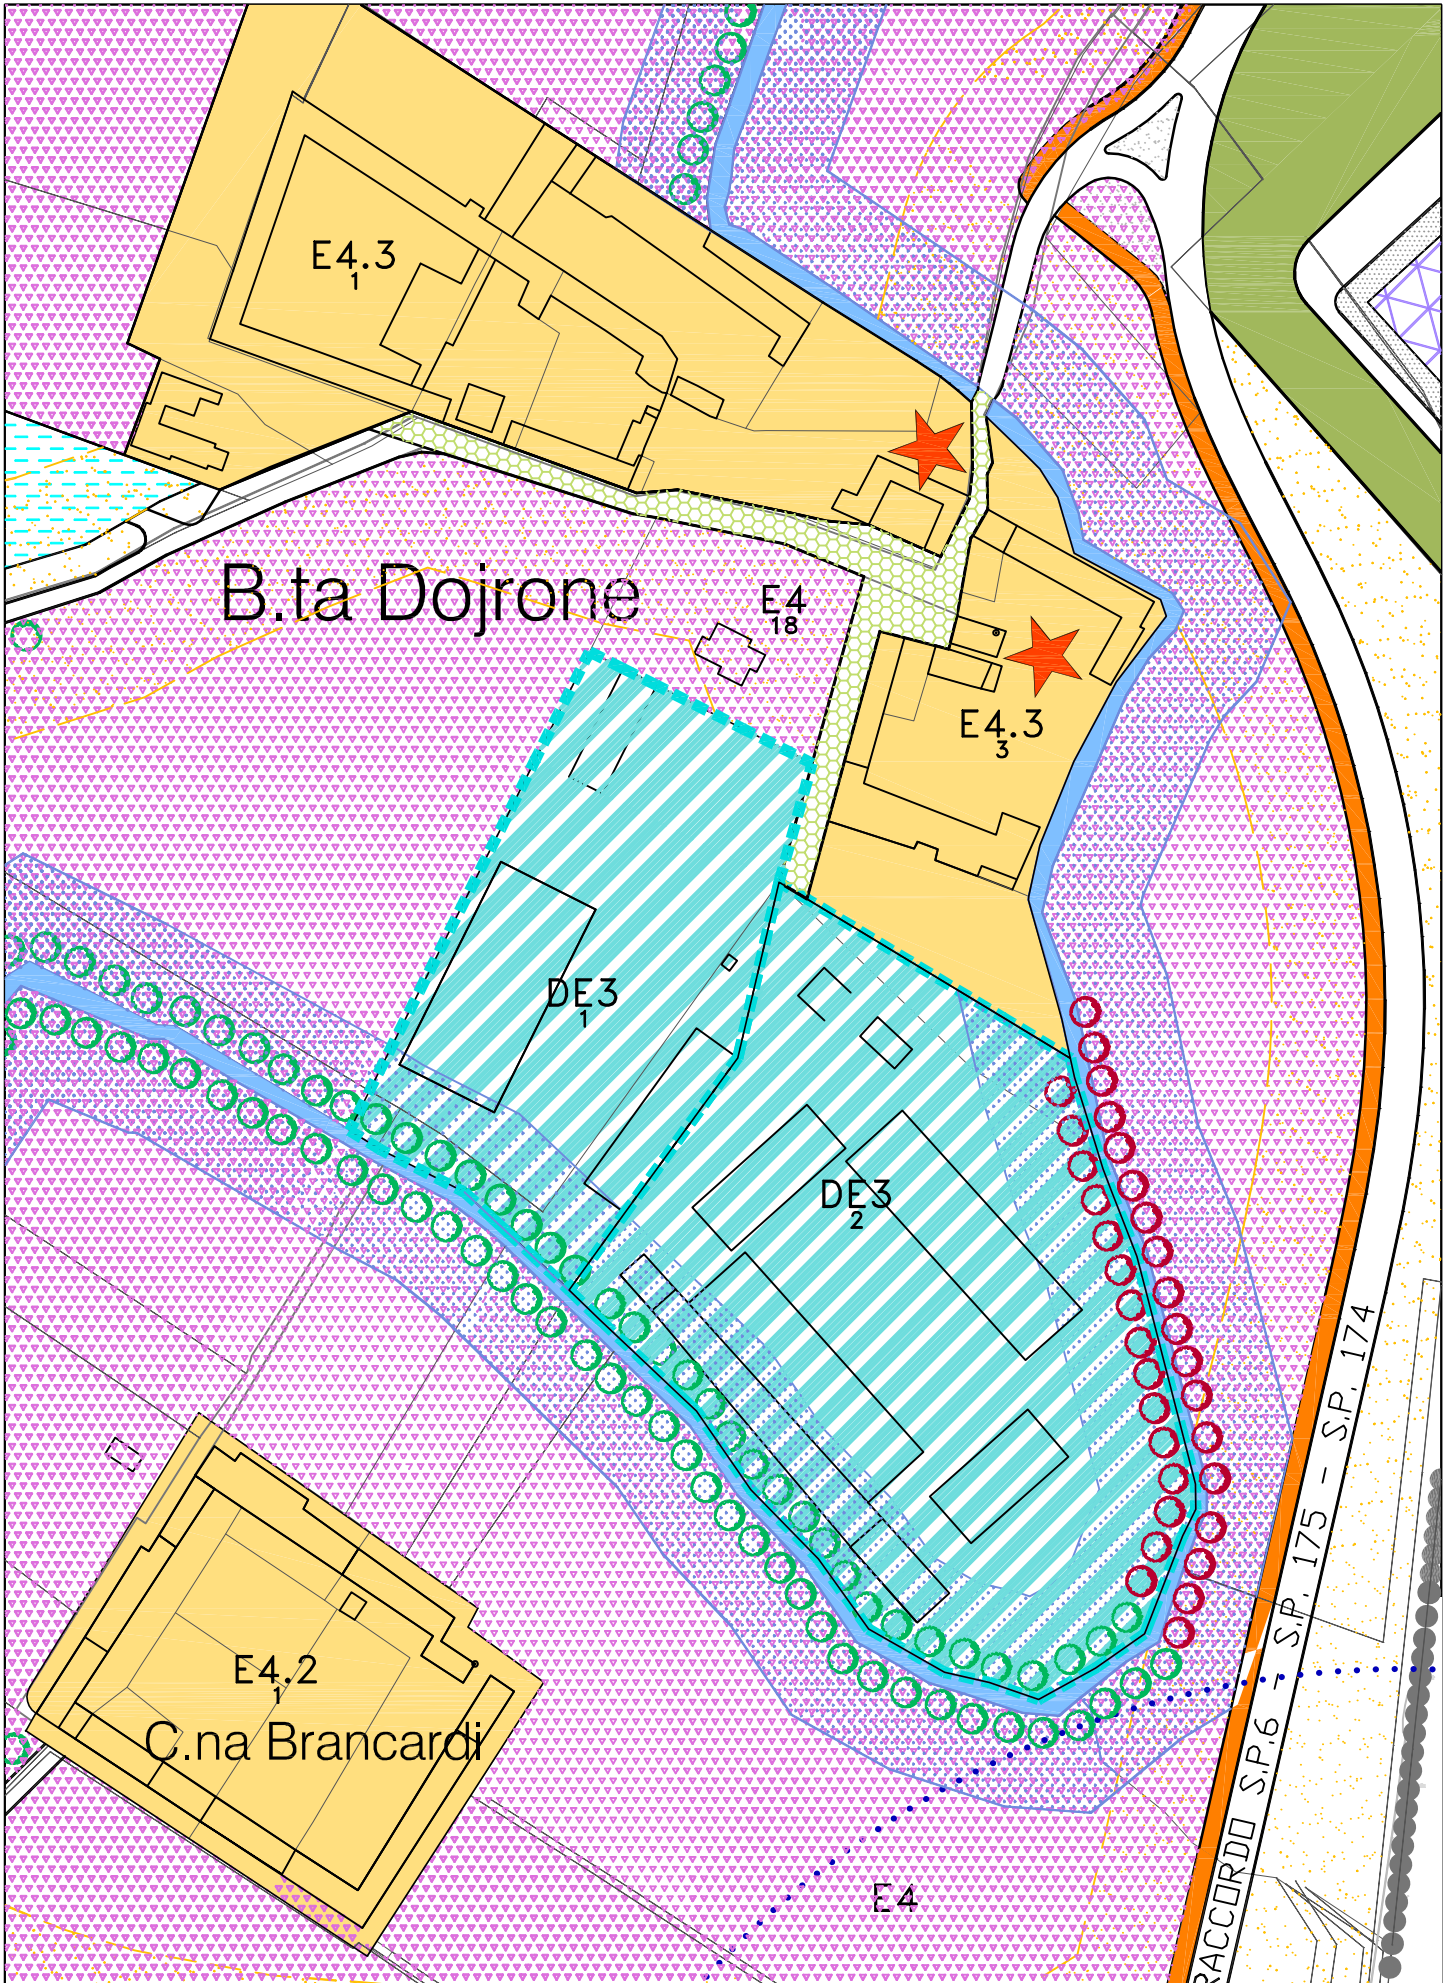 E4.3
1
B.ta Dojrone
E4
18
E4.3
3
DE3
1
DE3
2
E4.2
1
C.na Brancardi
E4
RACCORDO S.P.6 - S.P. 175 - S.P. 174